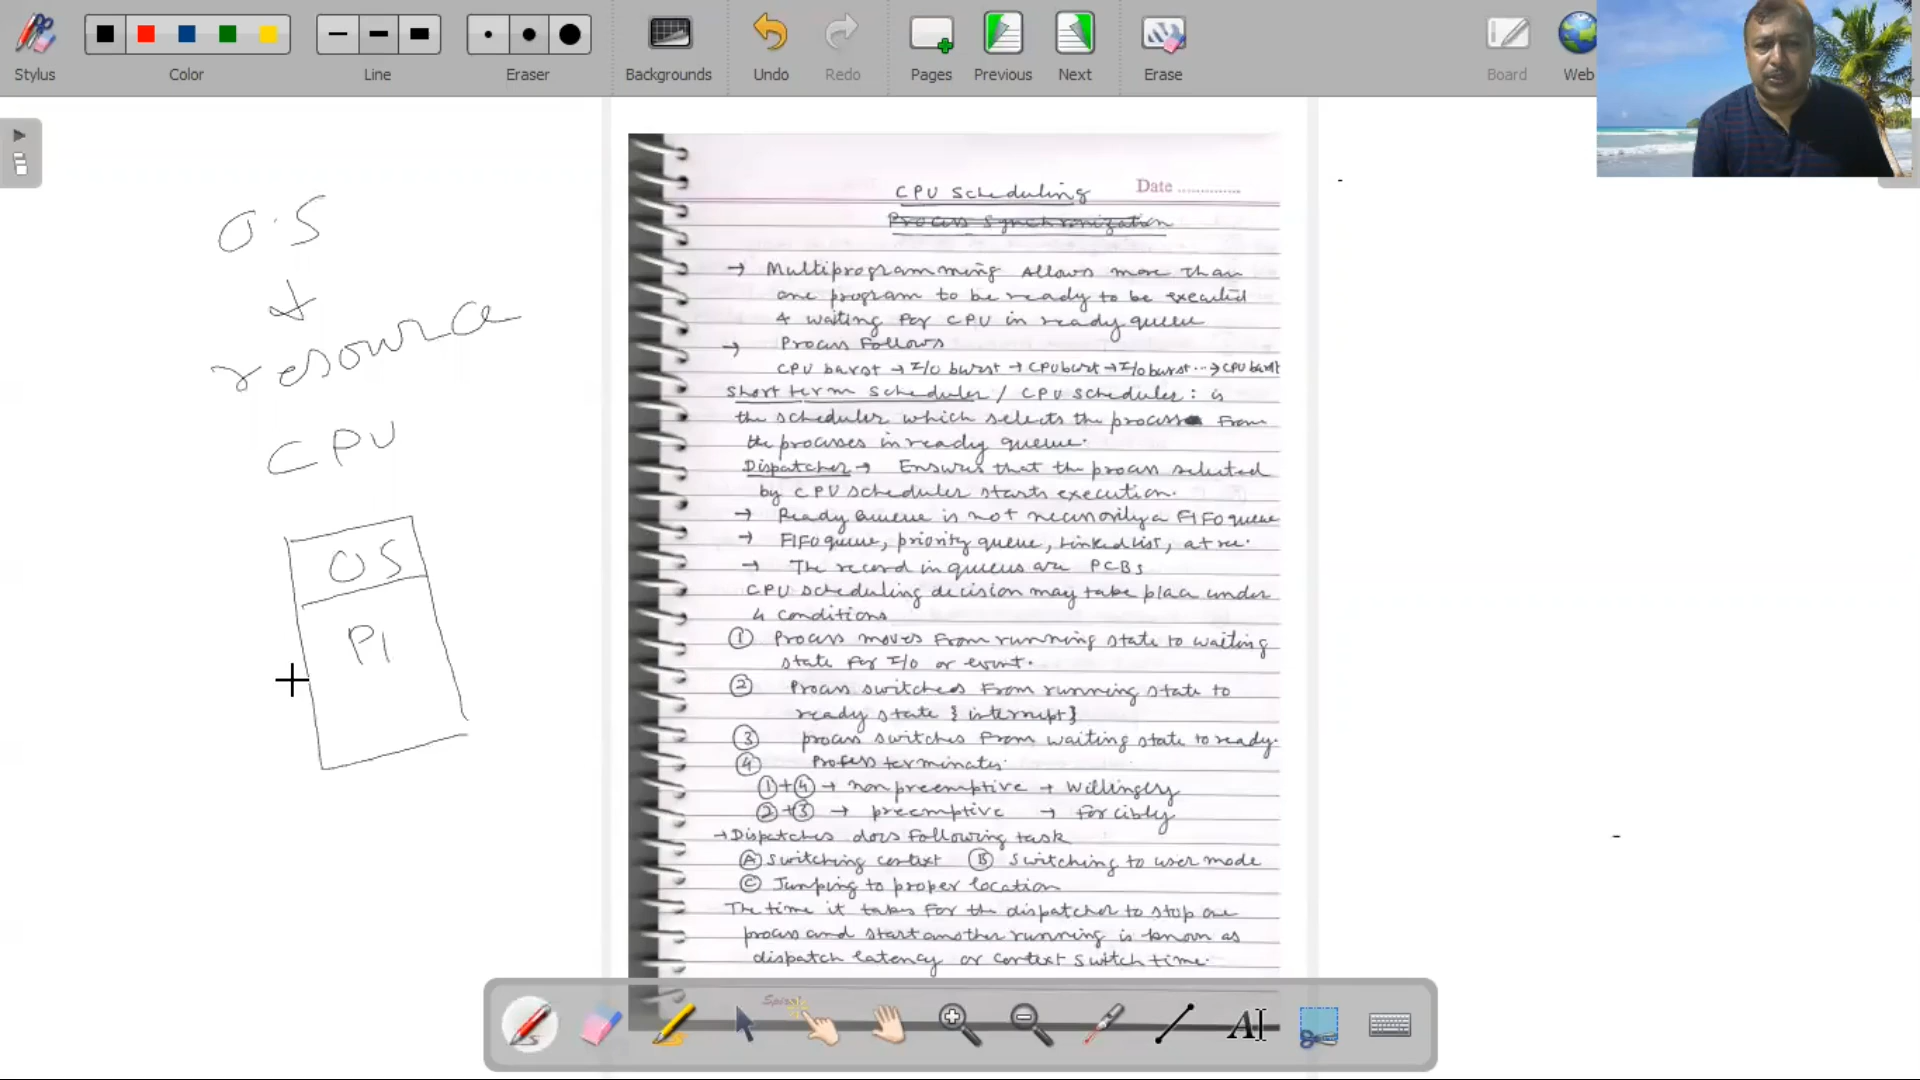 Stylus
Color
Line
Eraser
Backgrounds
Undo
Redo
Pages
Previous
Next
Erase
Board
Web
O.S
↓
resource
CPU
OS
P1
CPU Scheduling
Date .............
Process Synchronization
→ Multiprogramming allows more than
one program to be ready to be executed
& waiting for CPU in ready queue
→ Process Follows
CPU burst → I/O burst → CPU burst → I/O burst ... → CPU burst
Short term scheduler / CPU scheduler : is
the scheduler which selects the process from
the processes in ready queue.
Dispatcher → Ensures that the process selected
by CPU scheduler starts execution.
→ Ready Queue is not necessarily a FIFO queue
→ FIFO queue, priority queue, Linked List, a tree.
→ The record in queues are PCBs
CPU scheduling decision may take place under
4 conditions
① Process moves from running state to waiting
state for I/O or event.
② Process switches from running state to
ready state { interrupt }
③ process switches from waiting state to ready.
④ Process terminates.
①+④ → nonpreemptive → Willingly
②+③ → preemptive → forcibly
→ Dispatches does following task
Ⓐ Switching context Ⓑ Switching to user mode
Ⓒ Jumping to proper location
The time it takes for the dispatcher to stop one
process and start another running is known as
dispatch latency or context switch time.